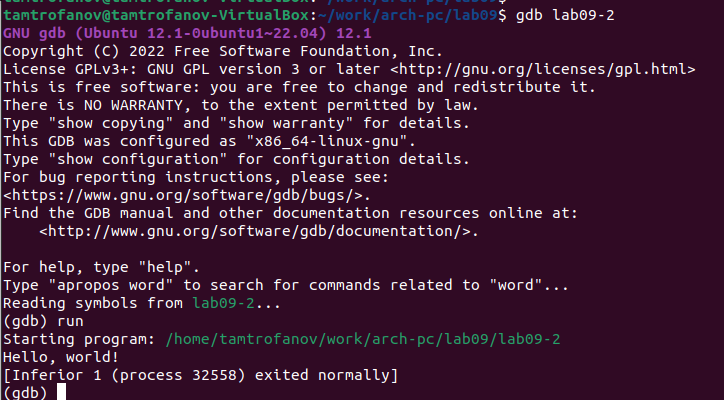 tamtrofanov@tamtrofanov-VirtualBox:~/work/arch-pc/lab09$
tamtrofanov@tamtrofanov-VirtualBox:~/work/arch-pc/lab09$ gdb lab09-2
GNU gdb (Ubuntu 12.1-0ubuntu1~22.04) 12.1
Copyright (C) 2022 Free Software Foundation, Inc.
License GPLv3+: GNU GPL version 3 or later <http://gnu.org/licenses/gpl.html>
This is free software: you are free to change and redistribute it.
There is NO WARRANTY, to the extent permitted by law.
Type "show copying" and "show warranty" for details.
This GDB was configured as "x86_64-linux-gnu".
Type "show configuration" for configuration details.
For bug reporting instructions, please see:
<https://www.gnu.org/software/gdb/bugs/>.
Find the GDB manual and other documentation resources online at:
    <http://www.gnu.org/software/gdb/documentation/>.

For help, type "help".
Type "apropos word" to search for commands related to "word"...
Reading symbols from lab09-2...
(gdb) run
Starting program: /home/tamtrofanov/work/arch-pc/lab09/lab09-2
Hello, world!
[Inferior 1 (process 32558) exited normally]
(gdb)